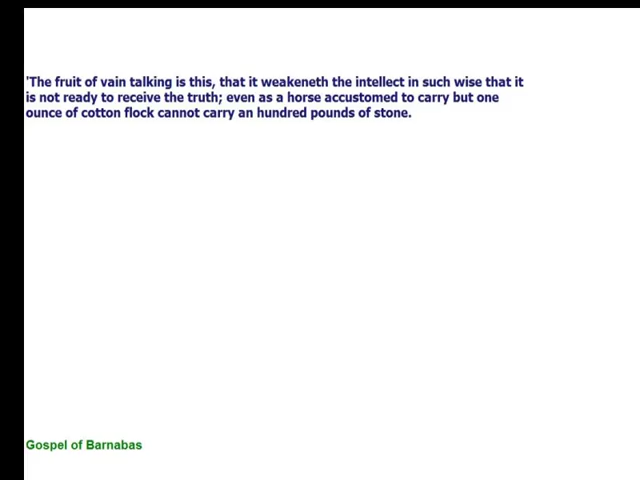 'The fruit of vain talking is this, that it weakeneth the intellect in such wise that it
is not ready to receive the truth; even as a horse accustomed to carry but one
ounce of cotton flock cannot carry an hundred pounds of stone.
Gospel of Barnabas